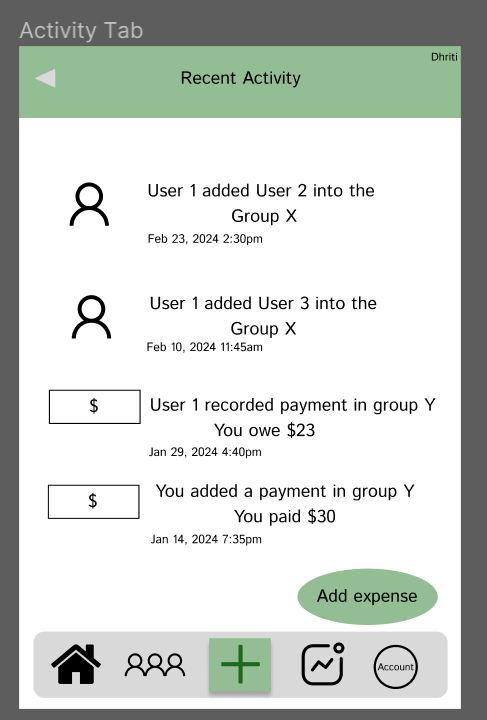 Activity Tab
Dhriti
Recent Activity
User 1 added User 2 into the
Group X
Feb 23, 2024 2:30pm
User 1 added User 3 into the
Group X
Feb 10, 2024 11:45am
$
User 1 recorded payment in group Y
You owe $23
Jan 29, 2024 4:40pm
$
You added a payment in group Y
You paid $30
Jan 14, 2024 7:35pm
Add expense
Account